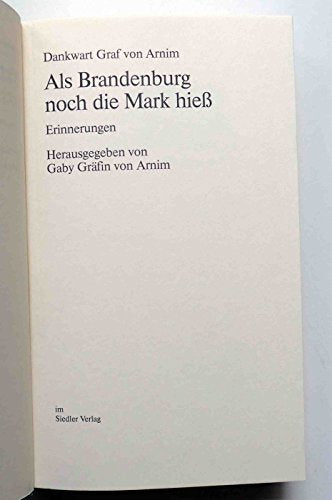 Dankwart Graf von Arnim
Als Brandenburg
noch die Mark hieß
Erinnerungen
Herausgegeben von
Gaby Gräfin von Arnim
im
Siedler Verlag